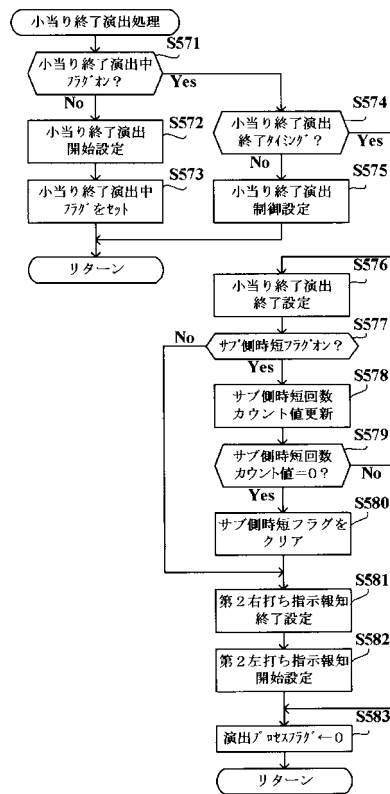 小当り終了演出処理
S571
小当り終了演出中
フラグオン?
Yes
No
S572
小当り終了演出
開始設定
S573
小当り終了演出中
フラグをセット
リターン
S574
小当り終了演出
終了タイミング?
Yes
No
S575
小当り終了演出
制御設定
S576
小当り終了演出
終了設定
S577
サブ側時短フラグオン?
No
Yes
S578
サブ側時短回数
カウント値更新
S579
サブ側時短回数
カウント値=0?
No
Yes
S580
サブ側時短フラグを
クリア
S581
第2右打ち指示報知
終了設定
S582
第2左打ち指示報知
開始設定
S583
演出プロセスフラグ←0
リターン